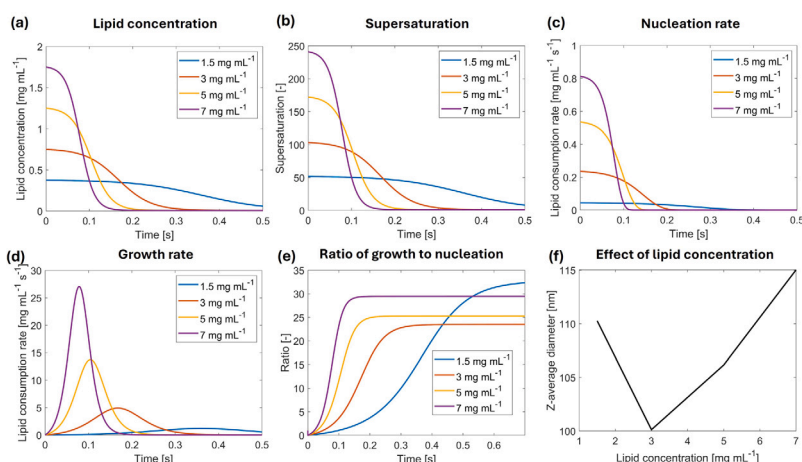 (a) Lipid concentration
Lipid concentration [mg mL⁻¹]
2
1.5
1
0.5
0
1.5 mg mL⁻¹
3 mg mL⁻¹
5 mg mL⁻¹
7 mg mL⁻¹
0 0.1 0.2 0.3 0.4 0.5
Time [s]
(b) Supersaturation
Supersaturation [-]
250
200
150
100
50
0
1.5 mg mL⁻¹
3 mg mL⁻¹
5 mg mL⁻¹
7 mg mL⁻¹
0 0.1 0.2 0.3 0.4 0.5
Time [s]
(c) Nucleation rate
Lipid consumption rate [mg mL⁻¹ s⁻¹]
1
0.8
0.6
0.4
0.2
0
1.5 mg mL⁻¹
3 mg mL⁻¹
5 mg mL⁻¹
7 mg mL⁻¹
0 0.1 0.2 0.3 0.4 0.5
Time [s]
(d) Growth rate
Lipid consumption rate [mg mL⁻¹ s⁻¹]
30
25
20
15
10
5
0
1.5 mg mL⁻¹
3 mg mL⁻¹
5 mg mL⁻¹
7 mg mL⁻¹
0 0.1 0.2 0.3 0.4 0.5
Time [s]
(e) Ratio of growth to nucleation
Ratio [-]
35
30
25
20
15
10
5
0
1.5 mg mL⁻¹
3 mg mL⁻¹
5 mg mL⁻¹
7 mg mL⁻¹
0 0.1 0.2 0.3 0.4 0.5 0.6
Time [s]
(f) Effect of lipid concentration
Z-average diameter [nm]
115
110
105
100
1 2 3 4 5 6 7
Lipid concentration [mg mL⁻¹]